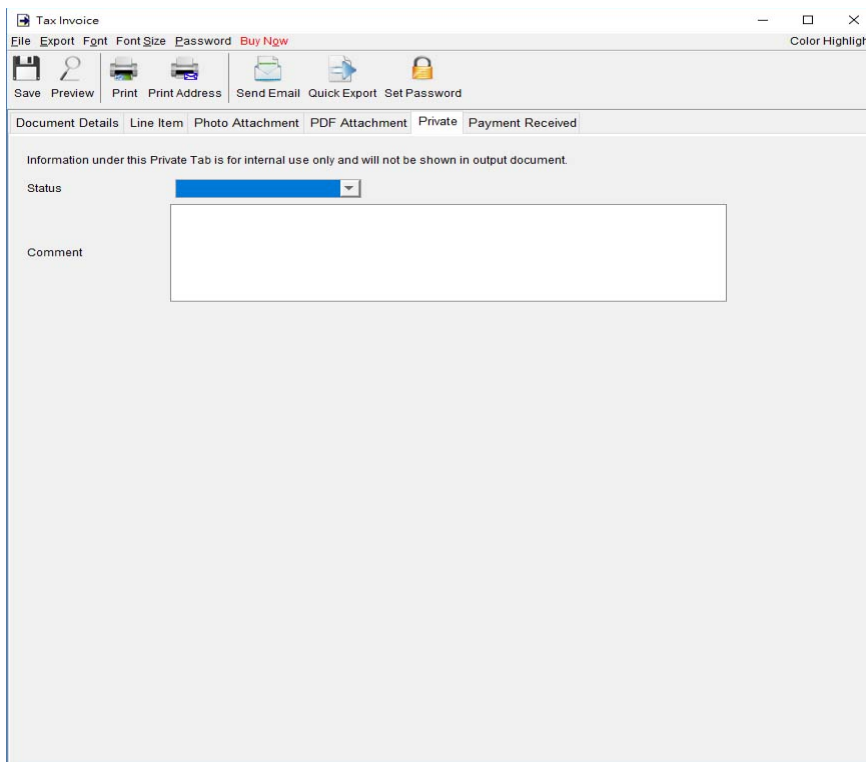 Tax Invoice
File Export Font Font Size Password Buy Now Color Highligh
Save Preview Print Print Address Send Email Quick Export Set Password
Document Details Line Item Photo Attachment PDF Attachment Private Payment Received
Information under this Private Tab is for internal use only and will not be shown in output document.
Status
Comment